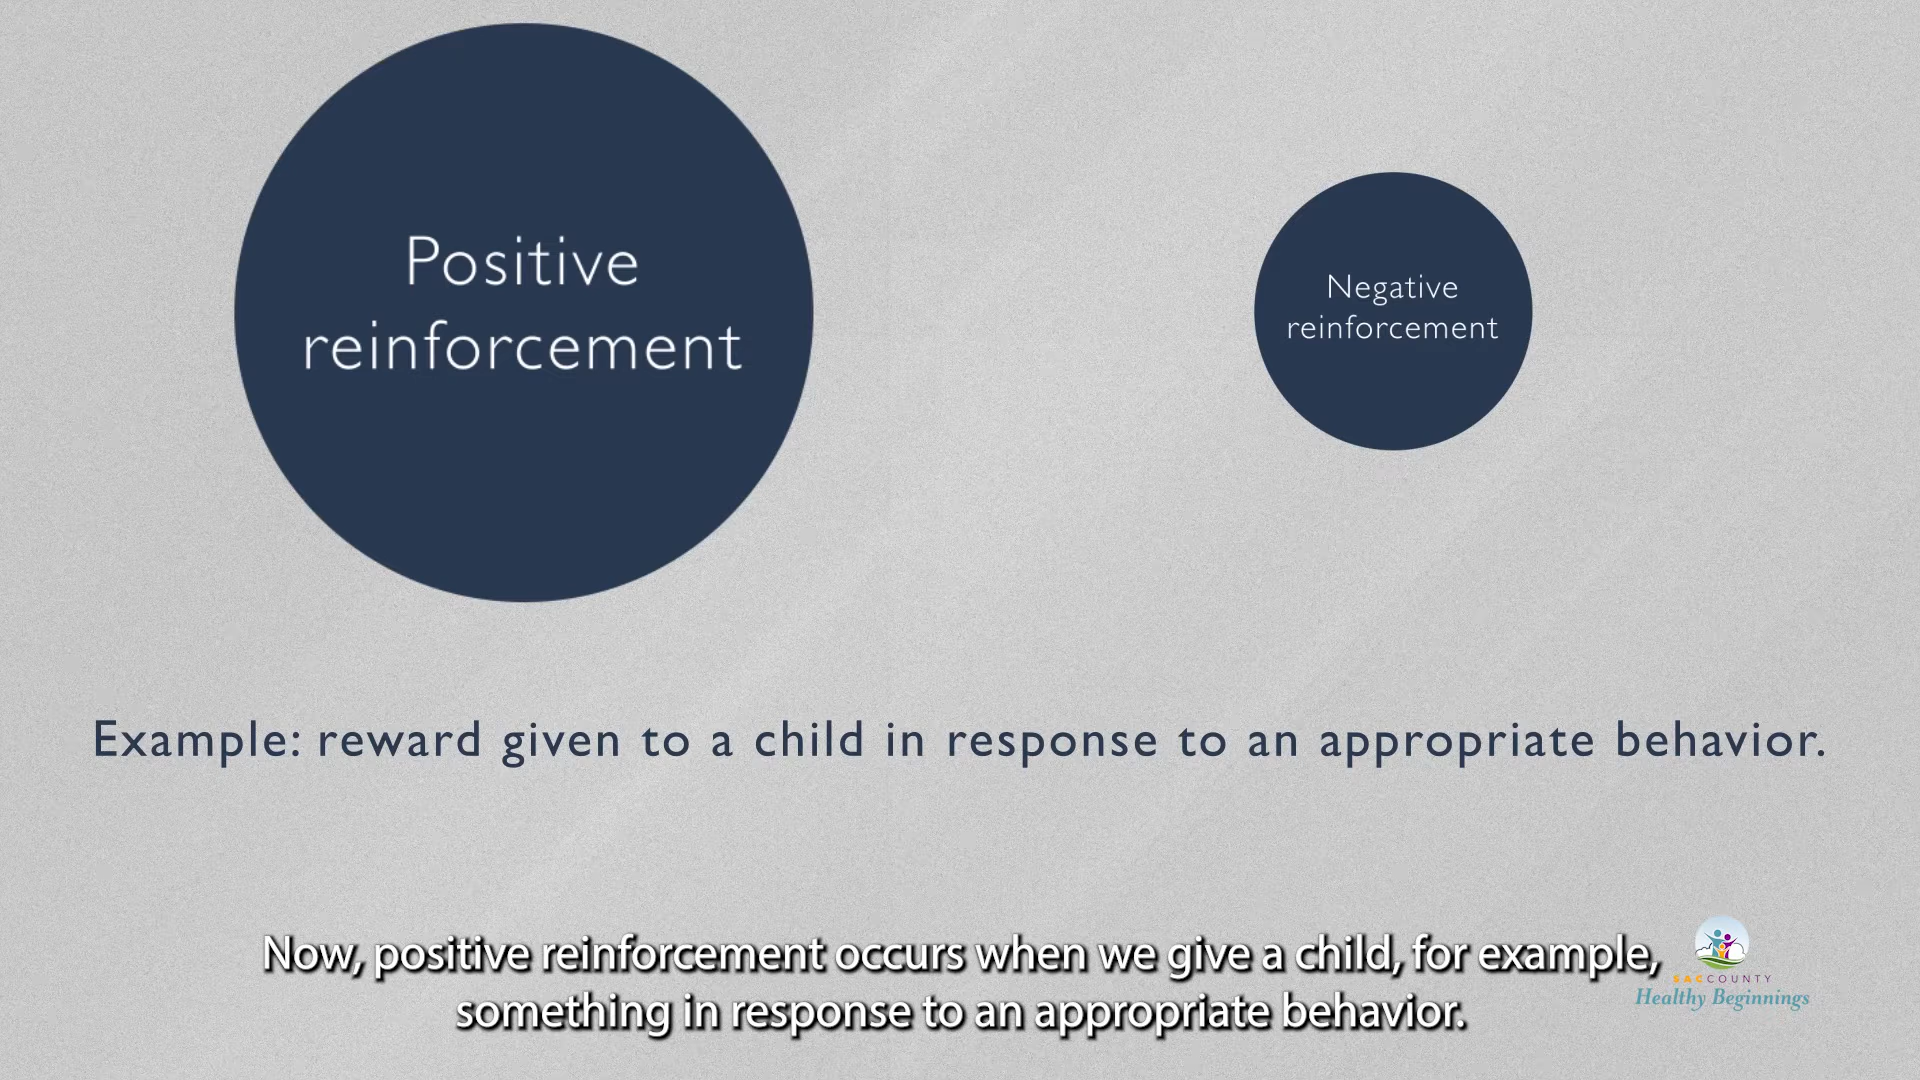 Positive
reinforcement
Negative
reinforcement
Example: reward given to a child in response to an appropriate behavior.
Now, positive reinforcement occurs when we give a child, for example,
something in response to an appropriate behavior.
SACCOUNTY
Healthy Beginnings